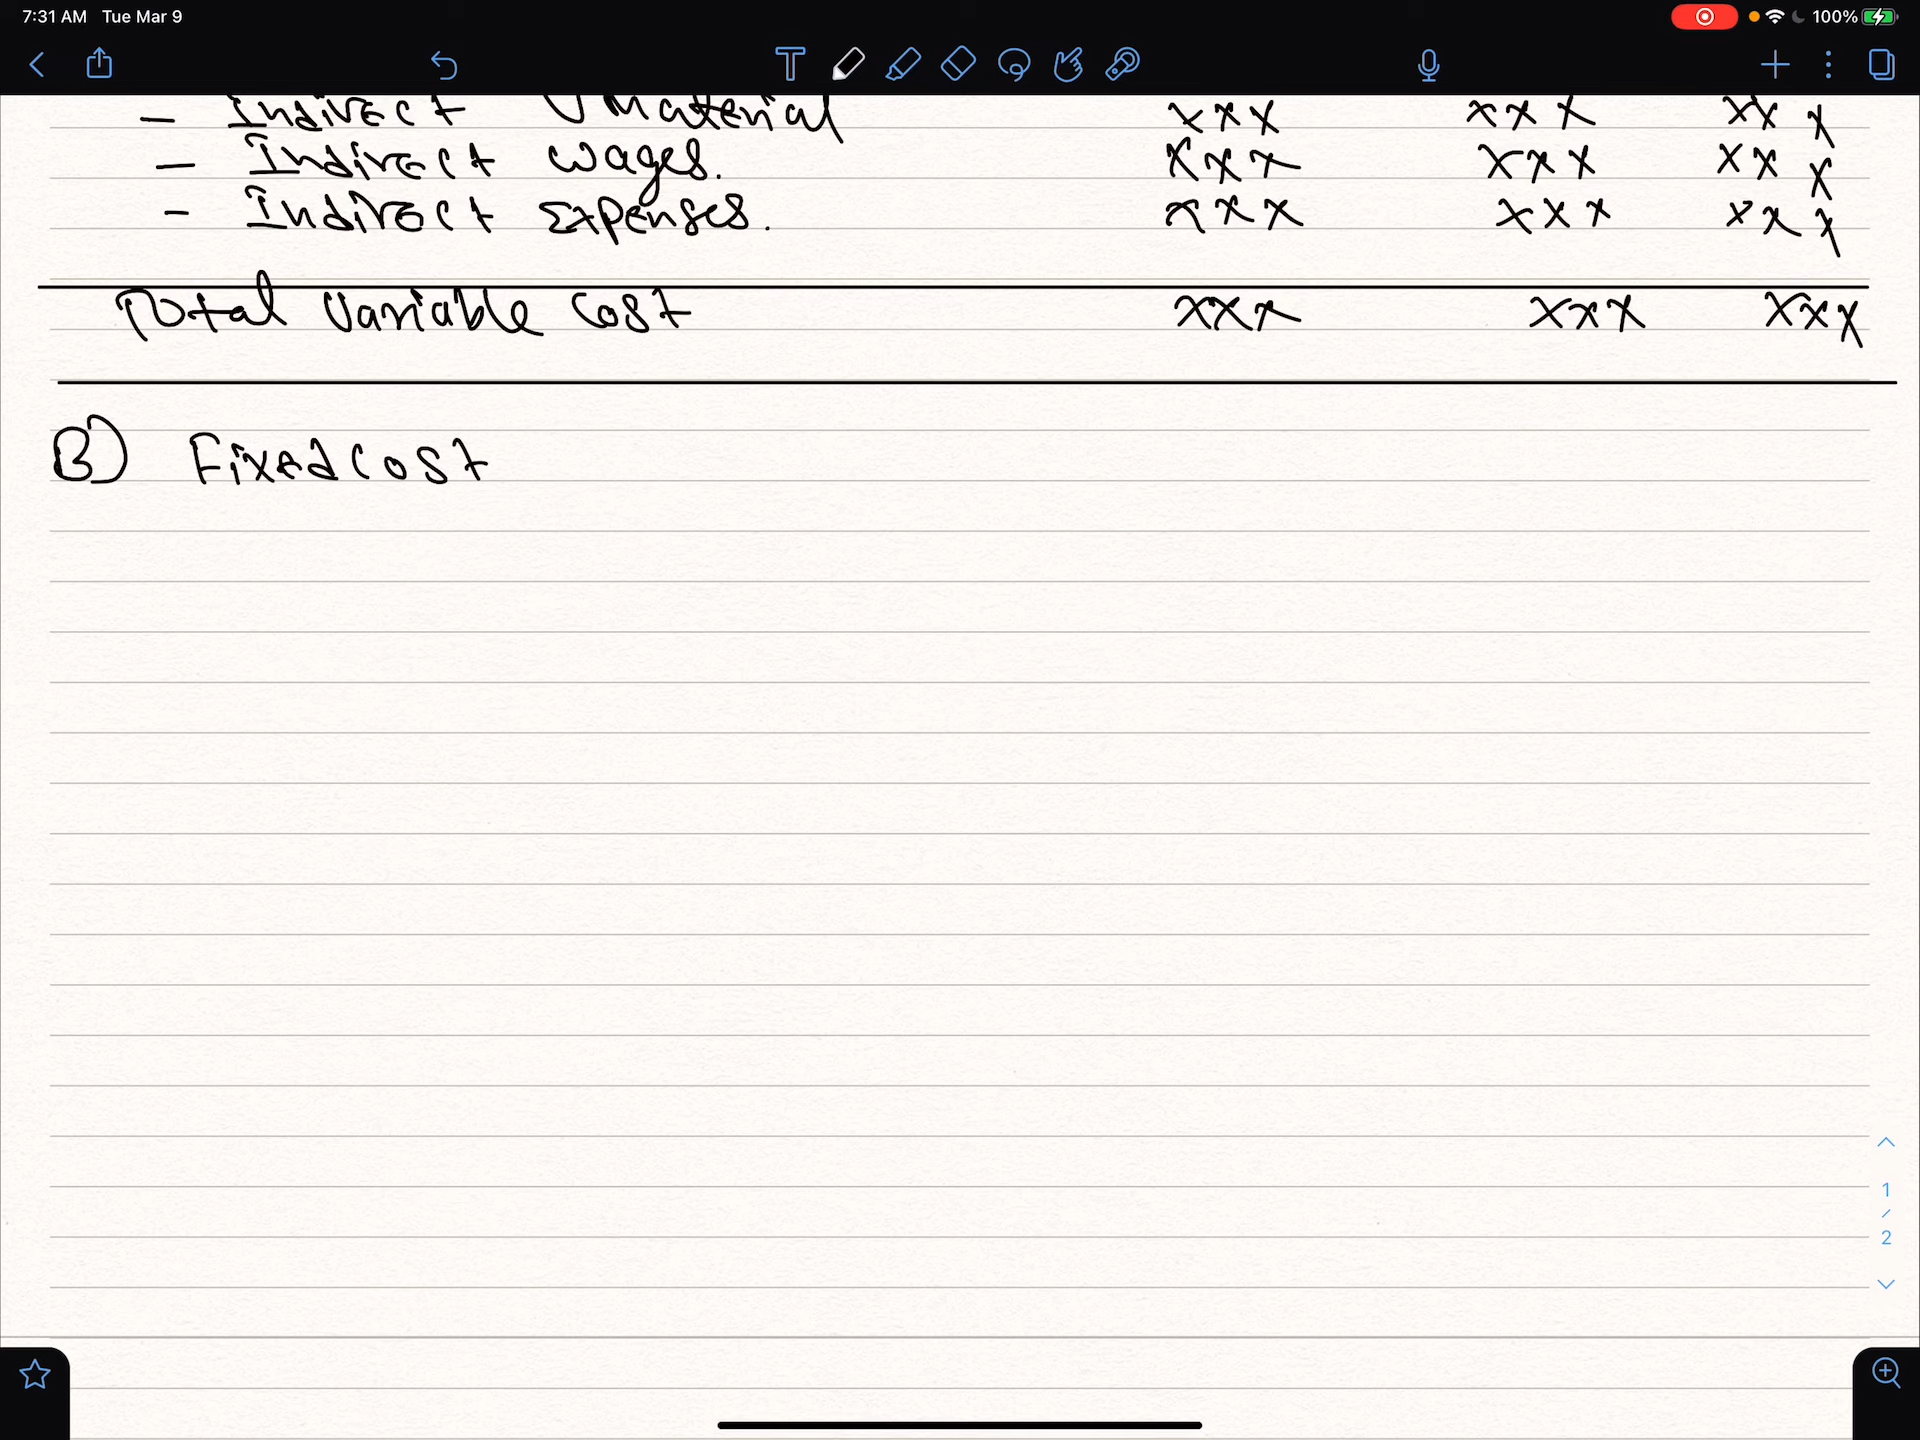 7:31 AM Tue Mar 9 100%
- Indirect Material xxx xxx xxx
- Indirect wages. xxx xxx xxx
- Indirect Expenses. xxx xxx xxx
Total Variable Cost xxx xxx xxx
B) Fixed cost
1
/
2